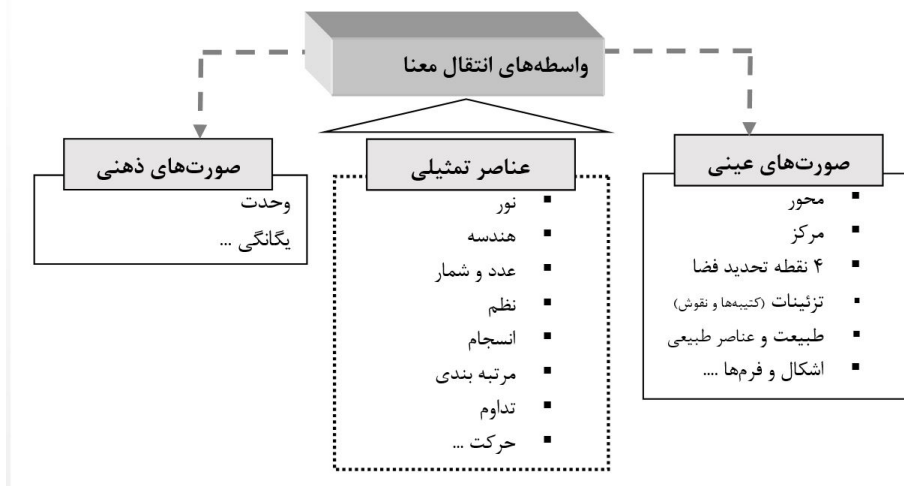 واسطه‌های انتقال معنا
صورت‌های عینی
محور
مرکز
۴ نقطه تحدید فضا
تزئینات (کتیبه‌ها و نقوش)
طبیعت و عناصر طبیعی
اشکال و فرم‌ها ....
عناصر تمثیلی
نور
هندسه
عدد و شمار
نظم
انسجام
مرتبه بندی
تداوم
حرکت ...
صورت‌های ذهنی
وحدت
یگانگی ...